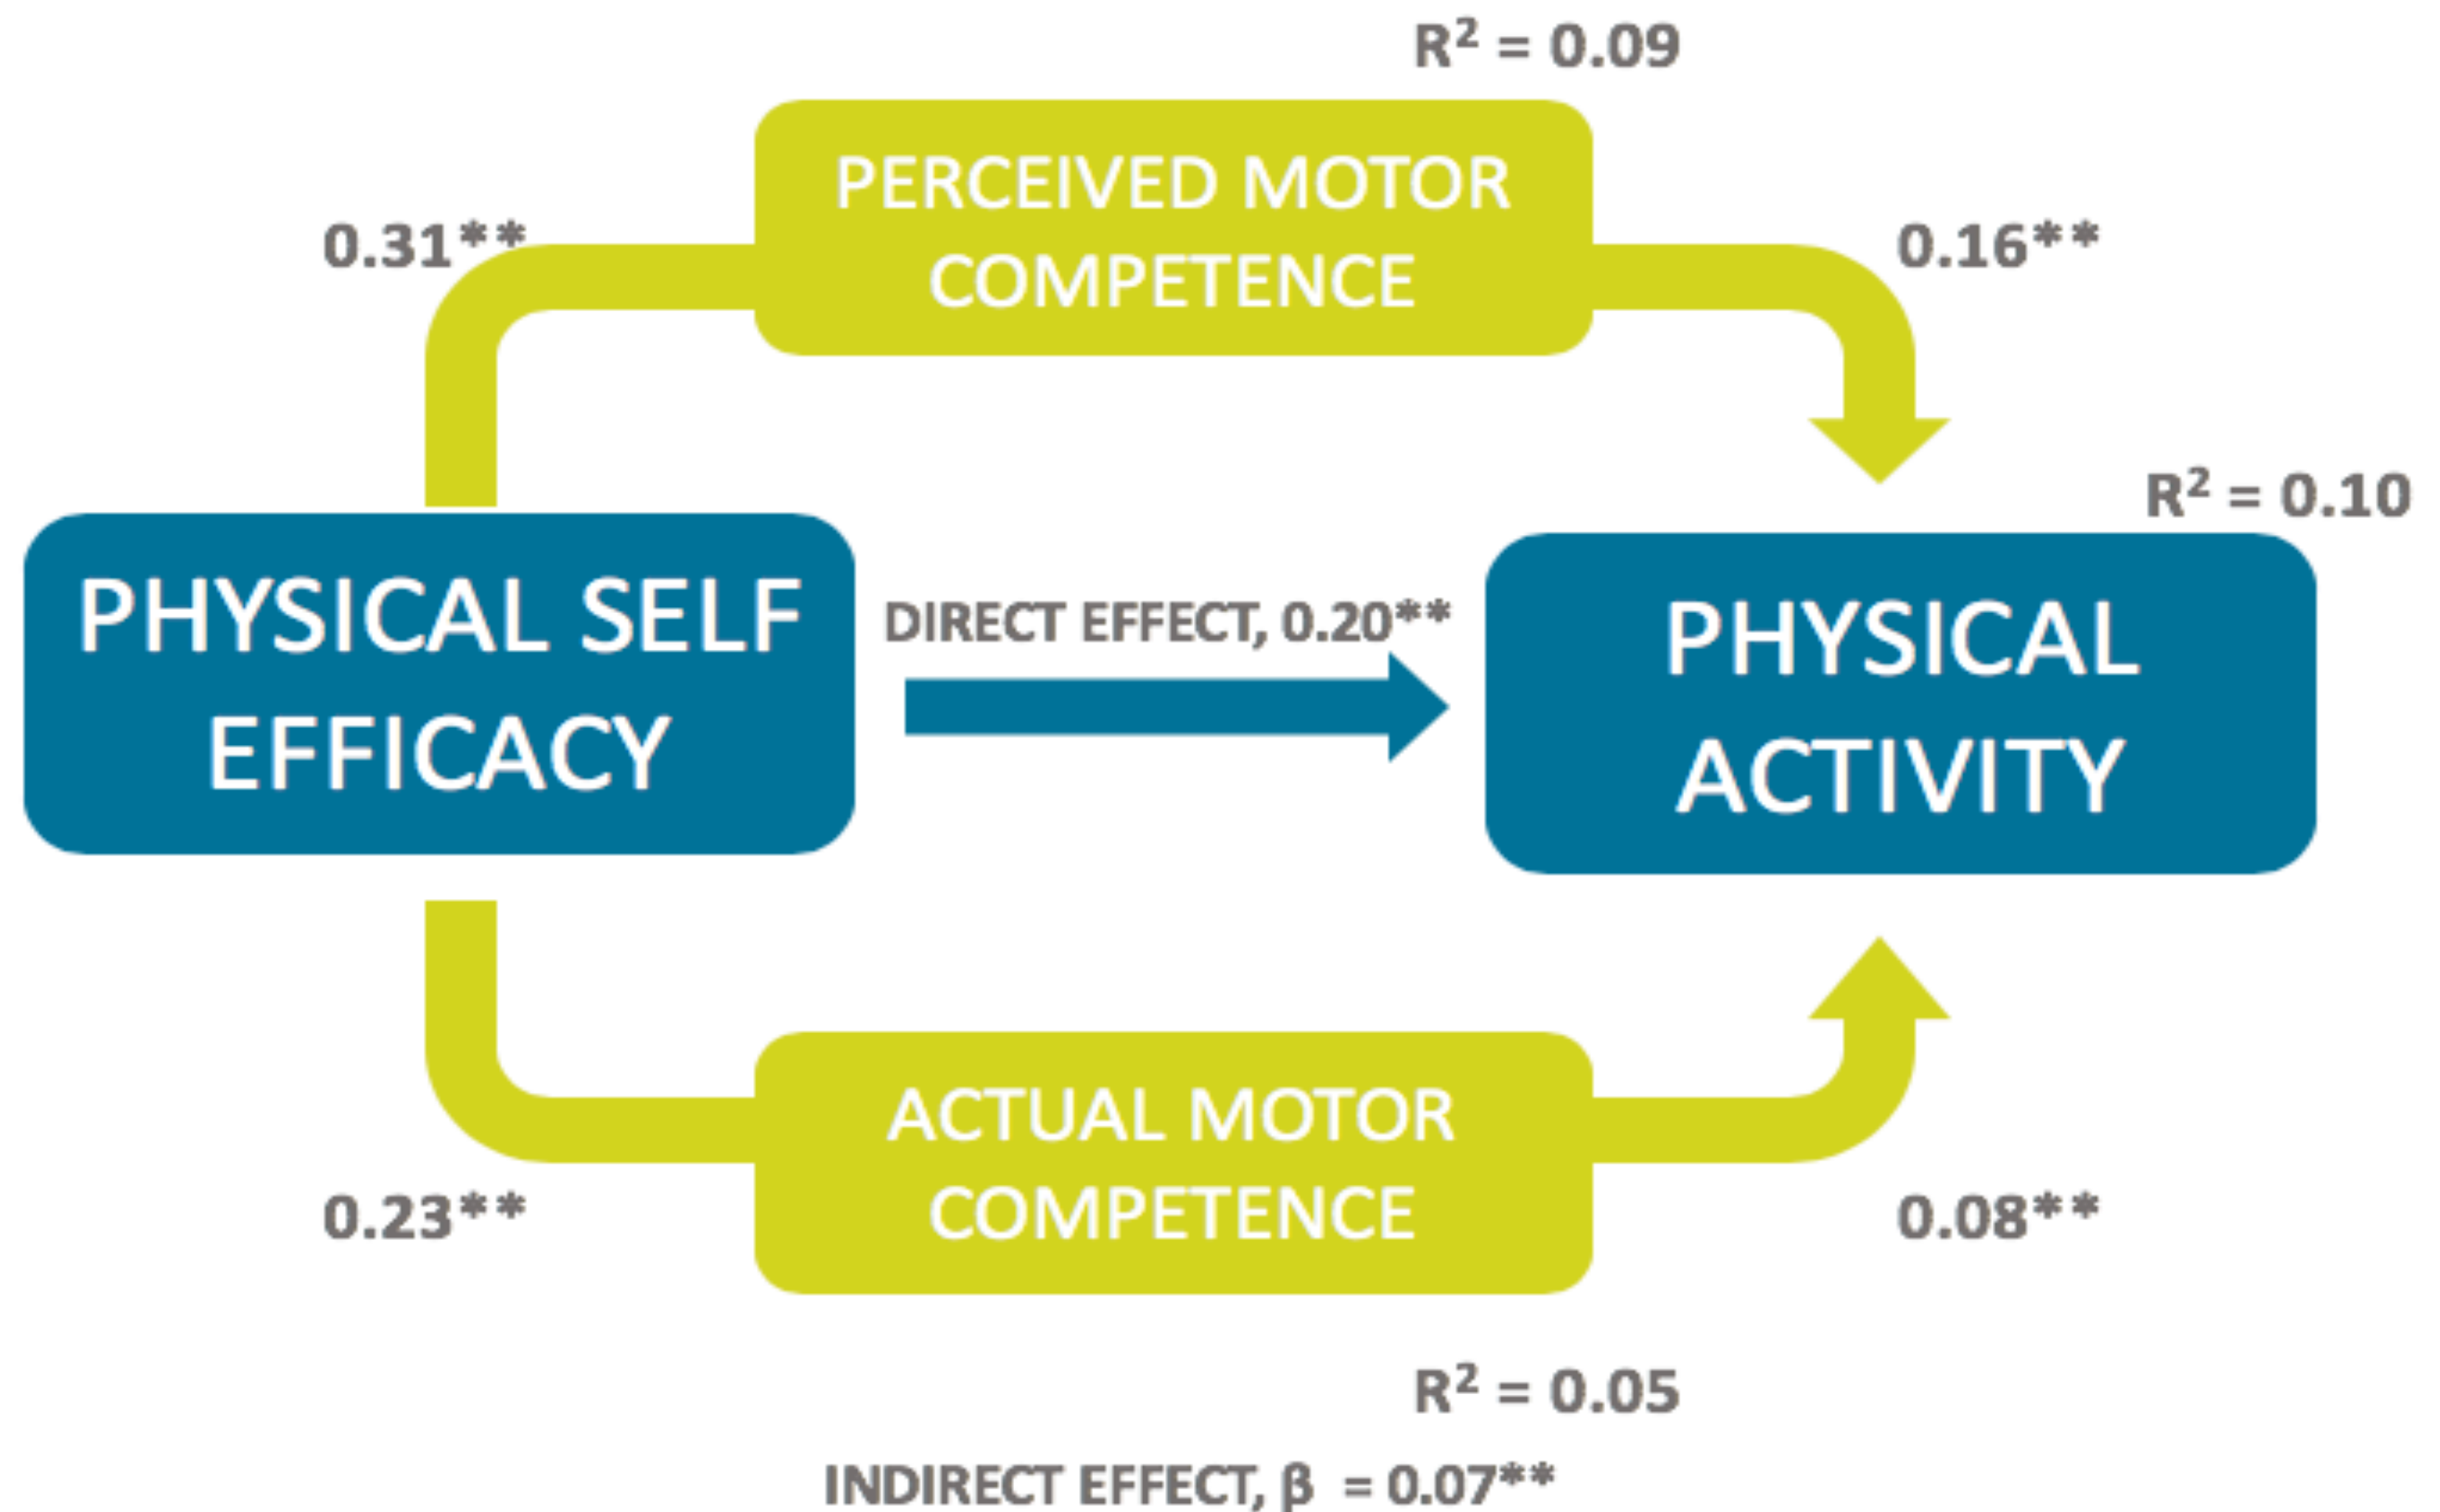 R² = 0.09
PERCEIVED MOTOR
COMPETENCE
0.31**
0.16**
R² = 0.10
PHYSICAL SELF
EFFICACY
DIRECT EFFECT, 0.20**
PHYSICAL
ACTIVITY
ACTUAL MOTOR
COMPETENCE
0.23**
0.08**
R² = 0.05
INDIRECT EFFECT, β = 0.07**